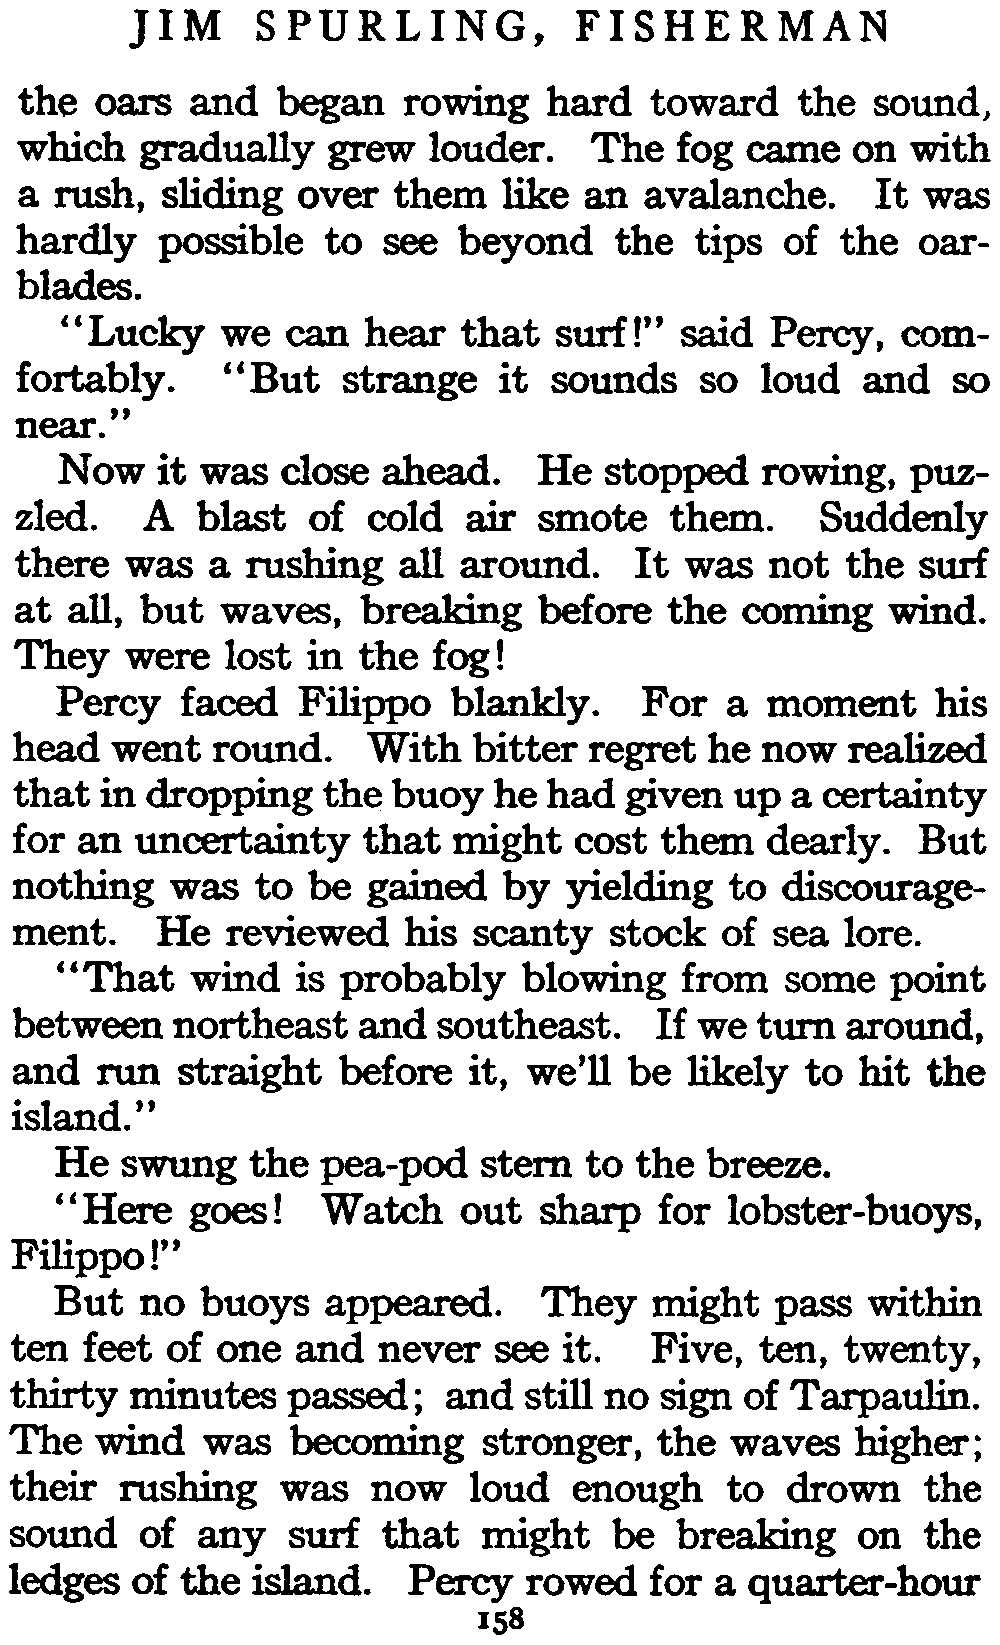 JIM SPURLING, FISHERMAN
the oars and began rowing hard toward the sound,
which gradually grew louder. The fog came on with
a rush, sliding over them like an avalanche. It was
hardly possible to see beyond the tips of the oar-
blades.
"Lucky we can hear that surf!" said Percy, com-
fortably. "But strange it sounds so loud and so
near."
Now it was close ahead. He stopped rowing, puz-
zled. A blast of cold air smote them. Suddenly
there was a rushing all around. It was not the surf
at all, but waves, breaking before the coming wind.
They were lost in the fog!
Percy faced Filippo blankly. For a moment his
head went round. With bitter regret he now realized
that in dropping the buoy he had given up a certainty
for an uncertainty that might cost them dearly. But
nothing was to be gained by yielding to discourage-
ment. He reviewed his scanty stock of sea lore.
"That wind is probably blowing from some point
between northeast and southeast. If we turn around,
and run straight before it, we'll be likely to hit the
island."
He swung the pea-pod stern to the breeze.
"Here goes! Watch out sharp for lobster-buoys,
Filippo!"
But no buoys appeared. They might pass within
ten feet of one and never see it. Five, ten, twenty,
thirty minutes passed; and still no sign of Tarpaulin.
The wind was becoming stronger, the waves higher;
their rushing was now loud enough to drown the
sound of any surf that might be breaking on the
ledges of the island. Percy rowed for a quarter-hour
158